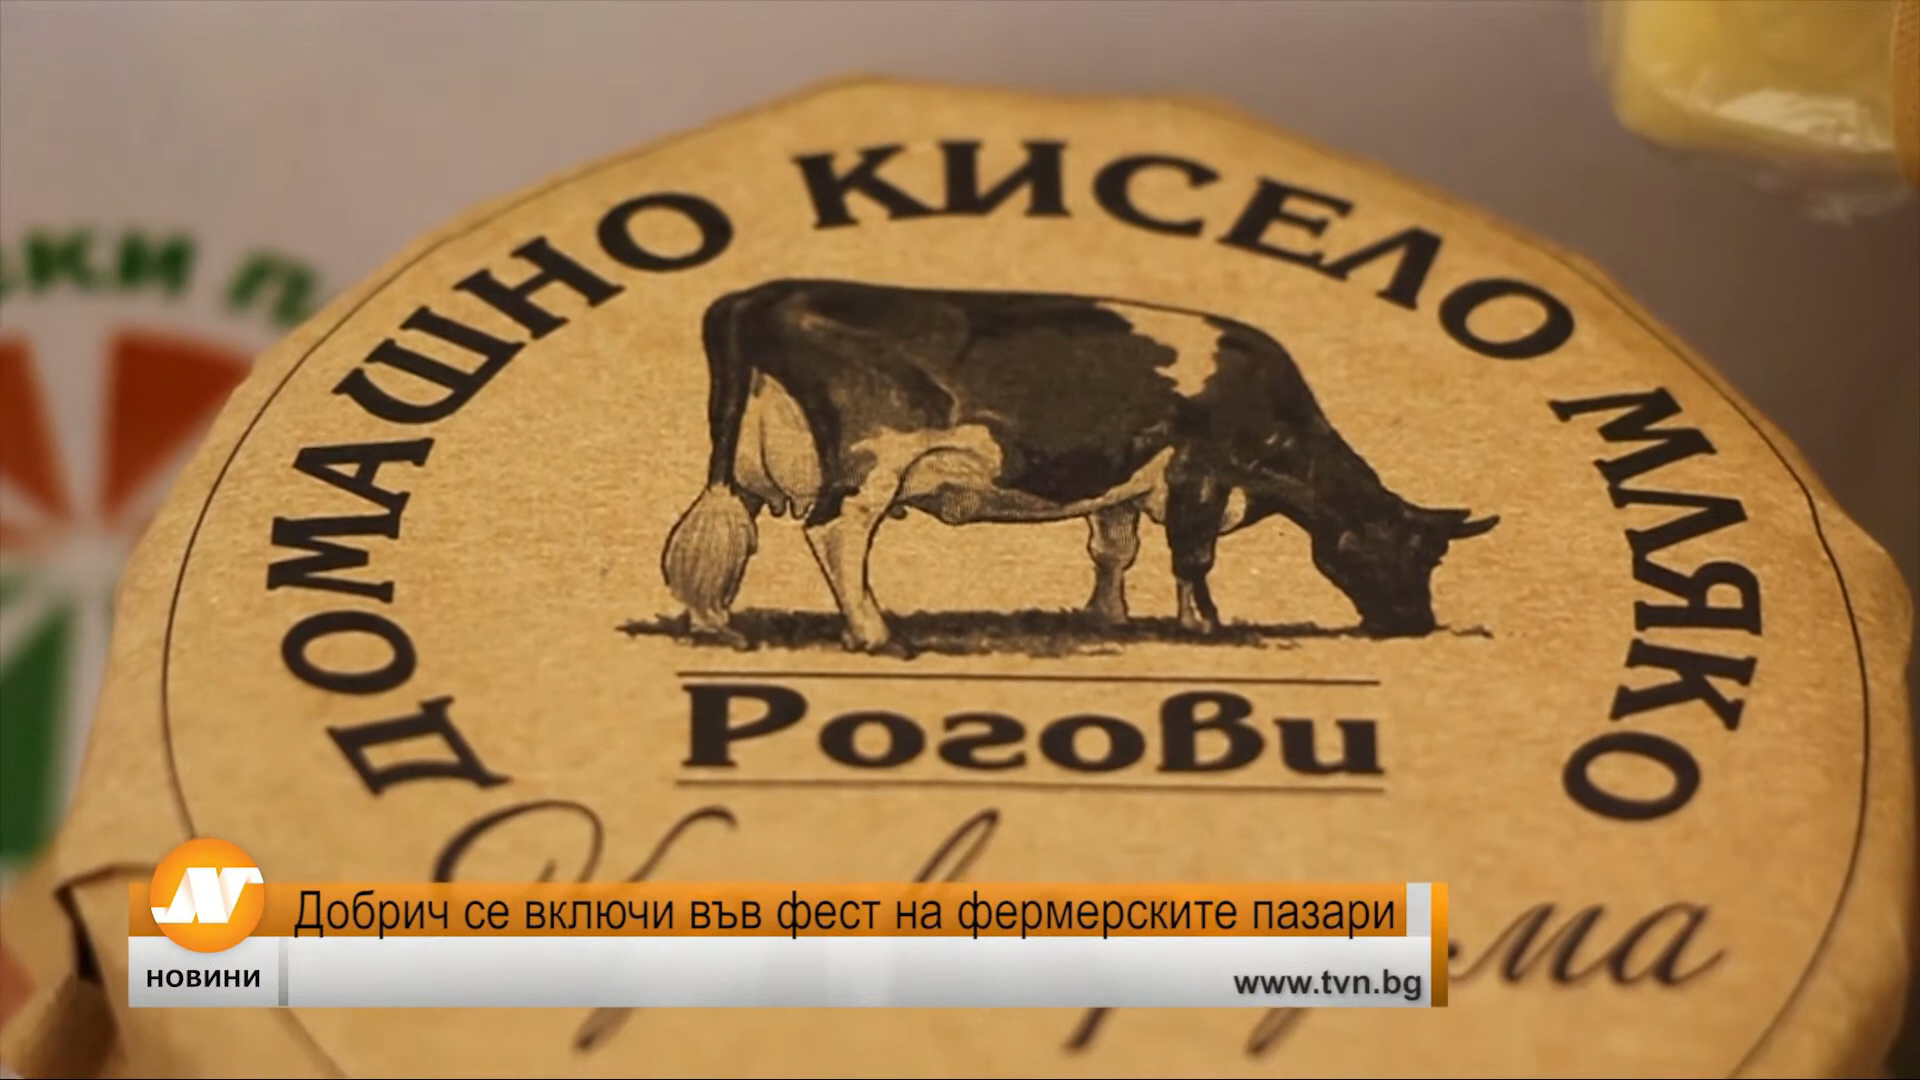 ДОМАШНО КИСЕЛО МЛЯКО
Рогови
Добрич се включи във фест на фермерските пазари
НОВИНИ
www.tvn.bg